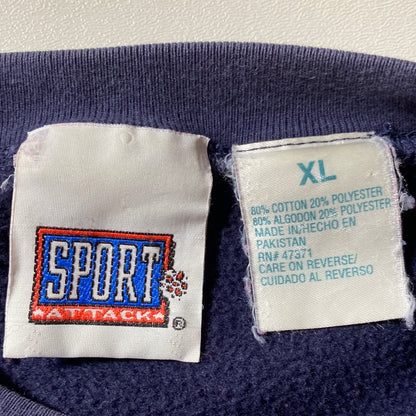 SPORT
ATTACK
®
XL
80% COTTON 20% POLYESTER
80% ALGODON 20% POLYESTER
MADE IN/HECHO EN
PAKISTAN
RN# 47371
CARE ON REVERSE/
CUIDADO AL REVERSO